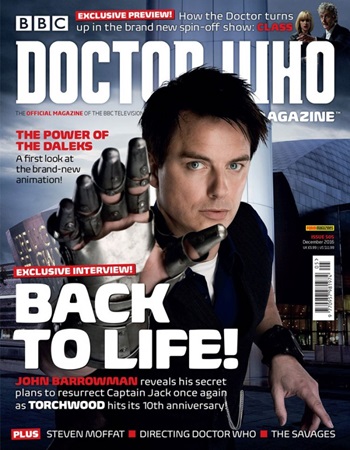 BBC
EXCLUSIVE PREVIEW! How the Doctor turns
up in the brand new spin-off show: CLASS
DOCTOR WHO
THE OFFICIAL MAGAZINE OF THE BBC TELEVISION
MAGAZINE
THE POWER OF
THE DALEKS
A first look at
the brand-new
animation!
December 2016
EXCLUSIVE INTERVIEW!
BACK
TO LIFE!
JOHN BARROWMAN reveals his secret
plans to resurrect Captain Jack once again
as TORCHWOOD hits its 10th anniversary!
PLUS STEVEN MOFFAT ■ DIRECTING DOCTOR WHO ■ THE SAVAGES